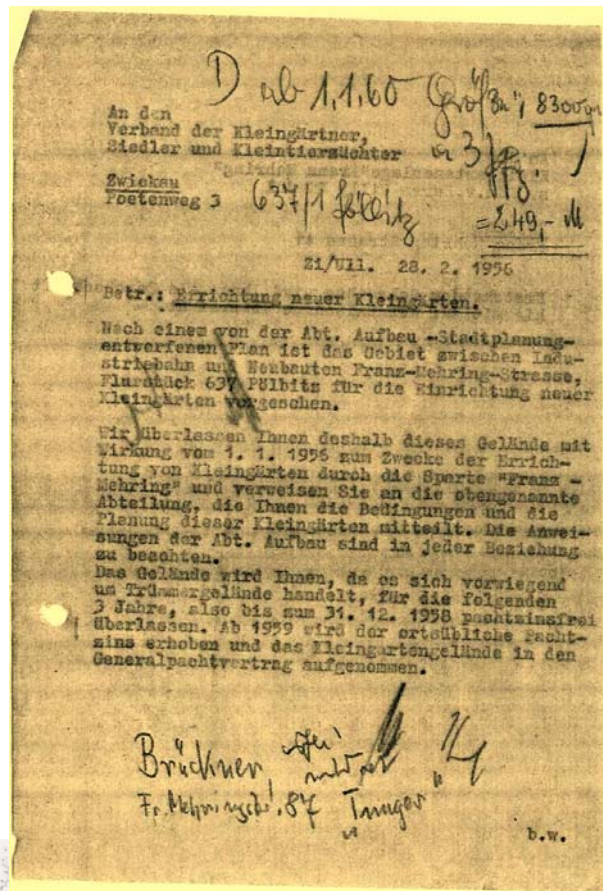 D ab 1.1.60 Größe 8300 qm
An den
Verband der Kleingärtner,
Siedler und Kleintierzüchter
a 3 Pfg.
Zwickau
Poetenweg 3
637/1 Pölbitz
= 249,- M
Zi/Ull. 28. 2. 1956
Betr.: Errichtung neuer Kleingärten.
Nach einem von der Abt. Aufbau -Stadtplanung-
entworfenen Plan ist das Gebiet zwischen Indu-
striebahn und Neubauten Franz-Mehring-Strasse,
Flurstück 637 Pölbitz für die Einrichtung neuer
Kleingärten vorgesehen.
Wir überlassen Ihnen deshalb dieses Gelände mit
Wirkung vom 1. 1. 1956 zum Zwecke der Errich-
tung von Kleingärten durch die Sparte "Franz -
Mehring" und verweisen Sie an die obengenannte
Abteilung, die Ihnen die Bedingungen und die
Planung dieser Kleingärten mitteilt. Die Anwei-
sungen der Abt. Aufbau sind in jeder Beziehung
zu beachten.
Das Gelände wird Ihnen, da es sich vorwiegend
um Trümmergelände handelt, für die folgenden
3 Jahre, also bis zum 31. 12. 1958 pachtzinsfrei
überlassen. Ab 1959 wird der ortsübliche Pacht-
zins erhoben und das Kleingartengelände in den
Generalpachtvertrag aufgenommen.
Brückner,
Fr. Mehringstr. 87 "Tunger"
b.w.